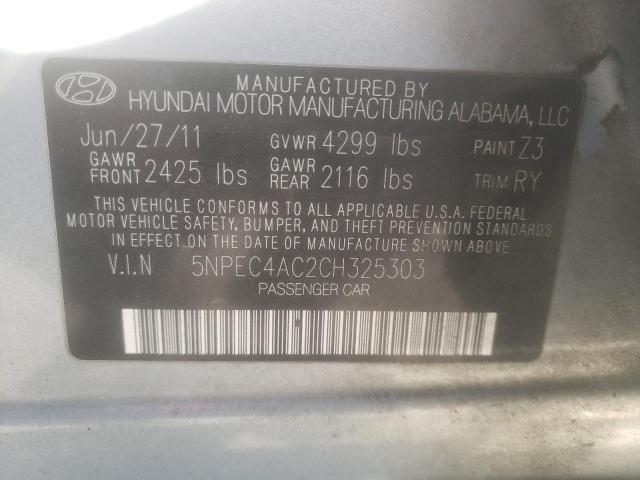 MANUFACTURED BY
HYUNDAI MOTOR MANUFACTURING ALABAMA, LLC
Jun/27/11 GVWR 4299 lbs PAINT Z3
GAWR FRONT 2425 lbs GAWR REAR 2116 lbs TRIM RY
THIS VEHICLE CONFORMS TO ALL APPLICABLE U.S.A. FEDERAL
MOTOR VEHICLE SAFETY, BUMPER, AND THEFT PREVENTION STANDARDS
IN EFFECT ON THE DATE OF MANUFACTURE SHOWN ABOVE.
V.I.N 5NPEC4AC2CH325303
PASSENGER CAR